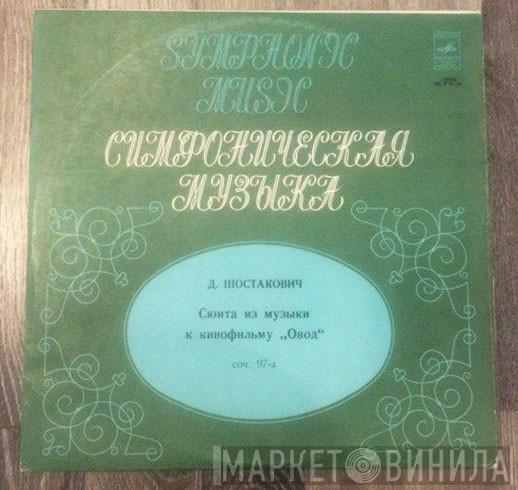 SYMPHONIC
MUSIC
СИМФОНИЧЕСКАЯ
МУЗЫКА
Д. ШОСТАКОВИЧ
Сюита из музыки
к кинофильму „Овод“
соч. 97-а
МАРКЕТ ВИНИЛА